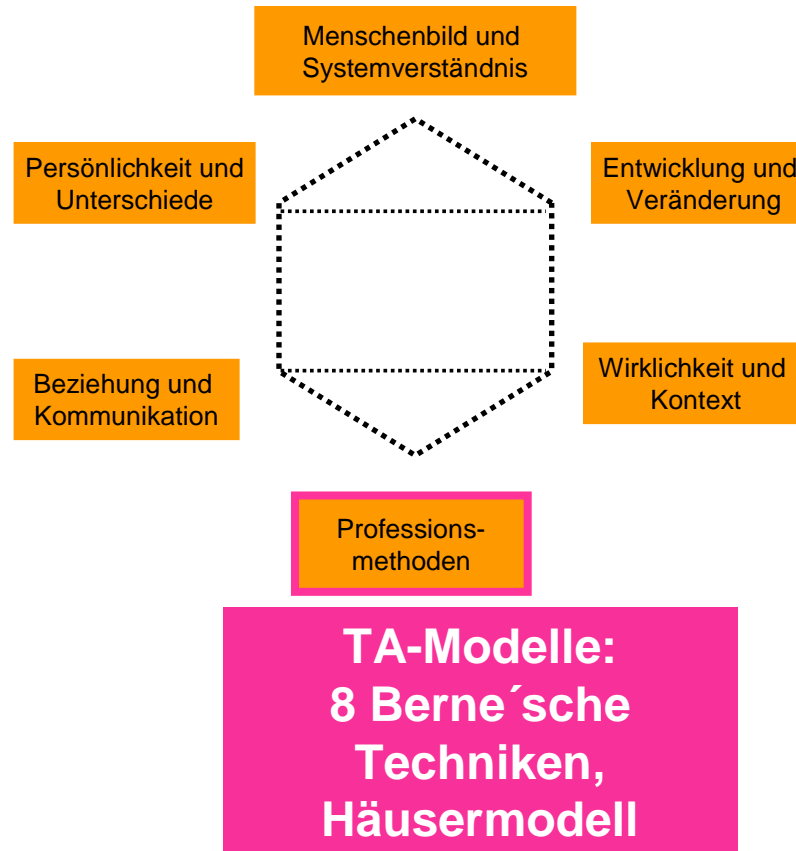 Menschenbild und
Systemverständnis
Persönlichkeit und
Unterschiede
Entwicklung und
Veränderung
Beziehung und
Kommunikation
Wirklichkeit und
Kontext
Professions-
methoden
TA-Modelle:
8 Berne´sche
Techniken,
Häusermodell